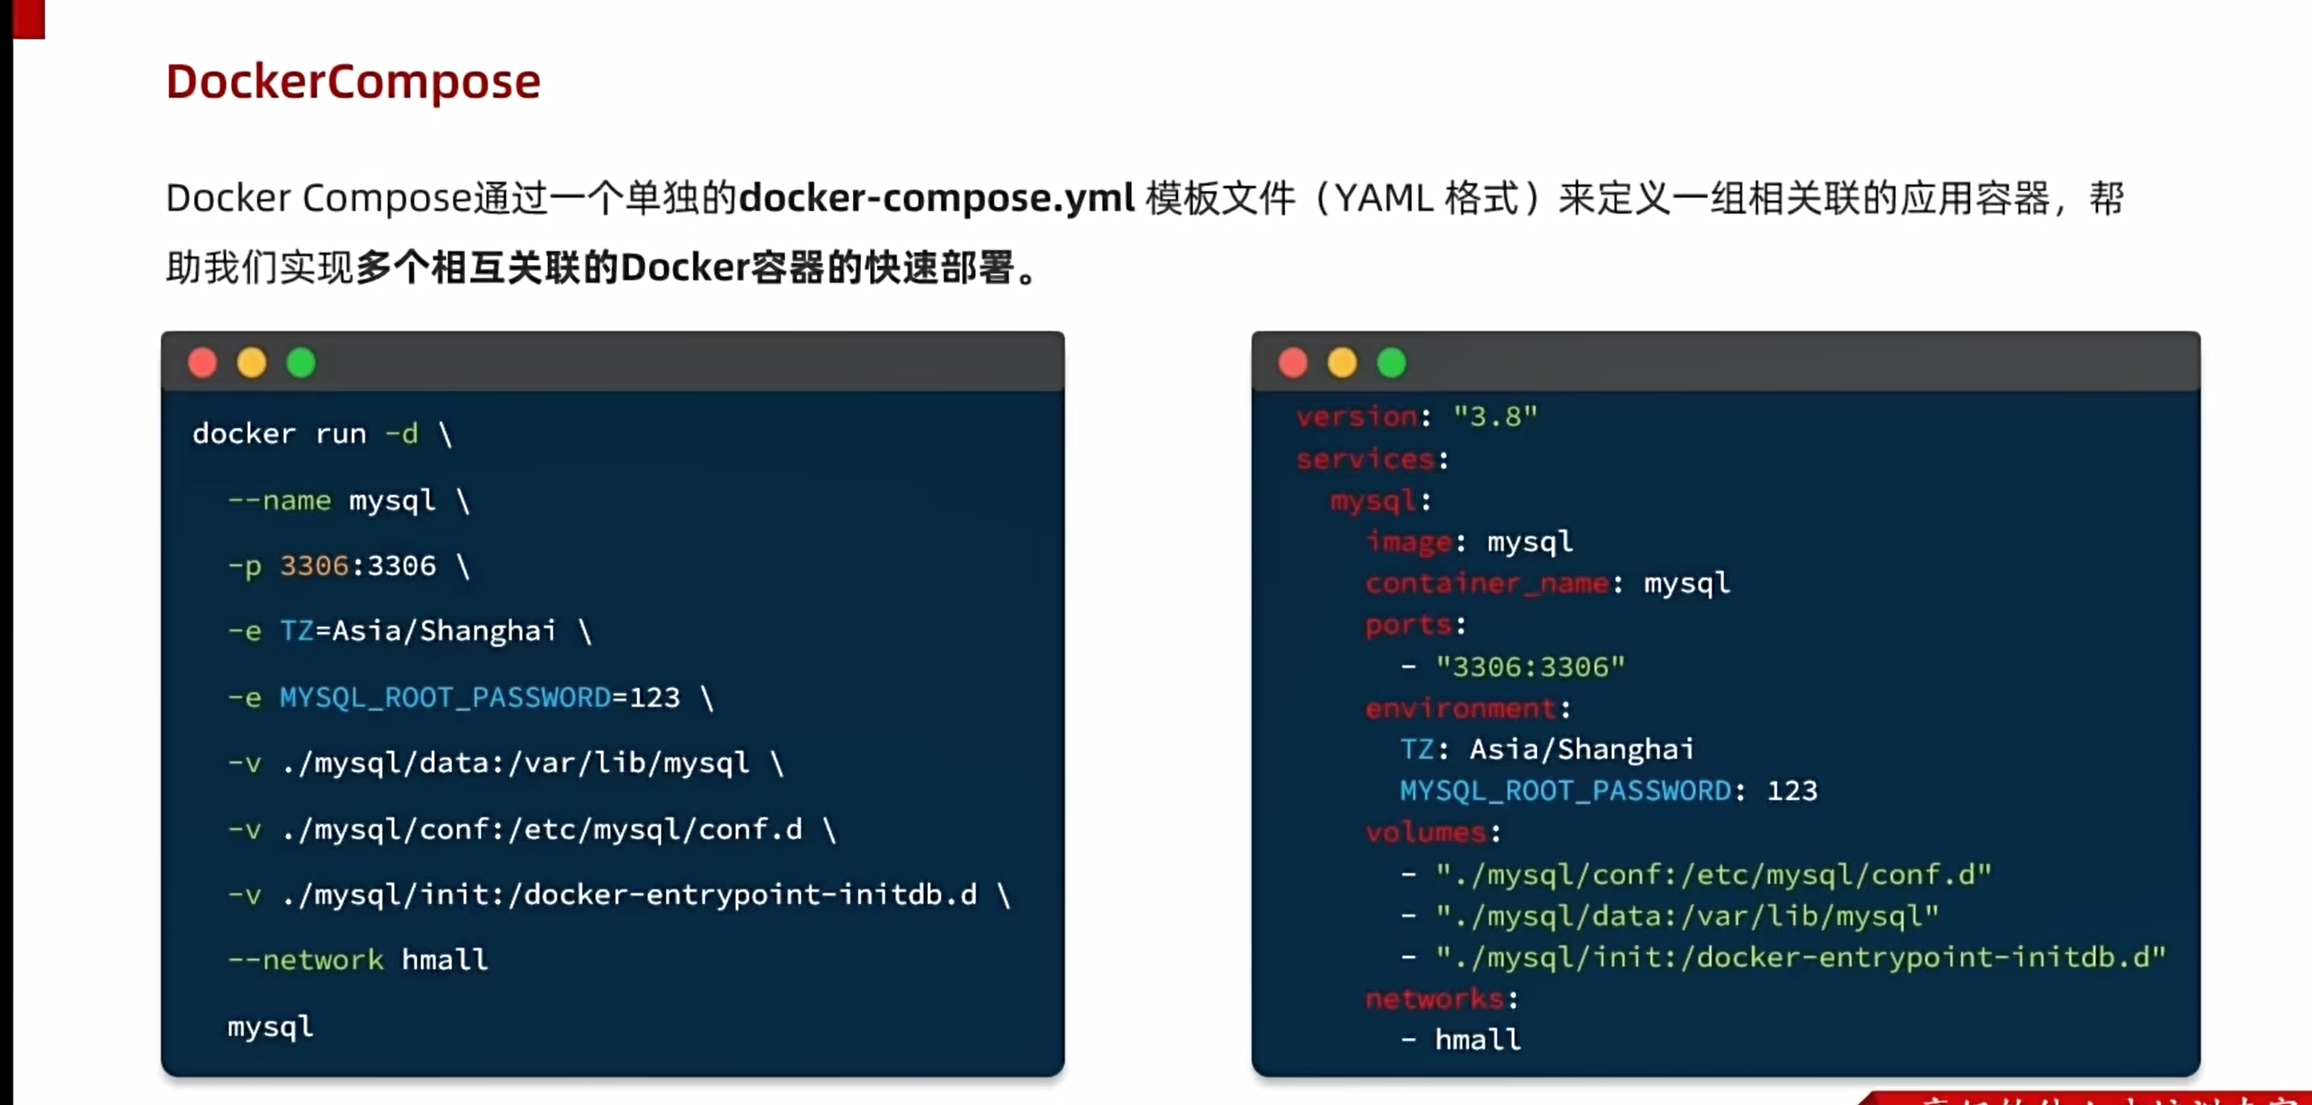 DockerCompose
Docker Compose通过一个单独的docker-compose.yml 模板文件（YAML 格式）来定义一组相关联的应用容器，帮
助我们实现多个相互关联的Docker容器的快速部署。
docker run -d \
--name mysql \
-p 3306:3306 \
-e TZ=Asia/Shanghai \
-e MYSQL_ROOT_PASSWORD=123 \
-v ./mysql/data:/var/lib/mysql \
-v ./mysql/conf:/etc/mysql/conf.d \
-v ./mysql/init:/docker-entrypoint-initdb.d \
--network hmall
mysql
version: "3.8"
services:
mysql:
image: mysql
container_name: mysql
ports:
- "3306:3306"
environment:
TZ: Asia/Shanghai
MYSQL_ROOT_PASSWORD: 123
volumes:
- "./mysql/conf:/etc/mysql/conf.d"
- "./mysql/data:/var/lib/mysql"
- "./mysql/init:/docker-entrypoint-initdb.d"
networks:
- hmall